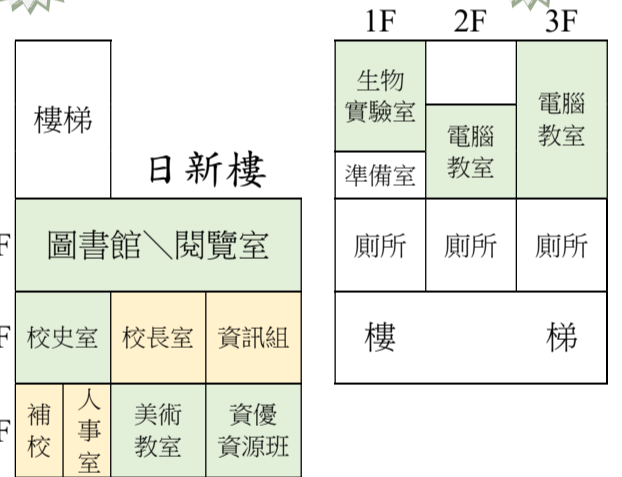 1F 2F 3F
樓梯
日新樓
生物
實驗室
準備室
電腦
教室
電腦
教室
F
圖書館＼閱覽室
廁所
廁所
廁所
F
校史室
校長室
資訊組
樓 梯
F
補
校
人
事
室
美術
教室
資優
資源班